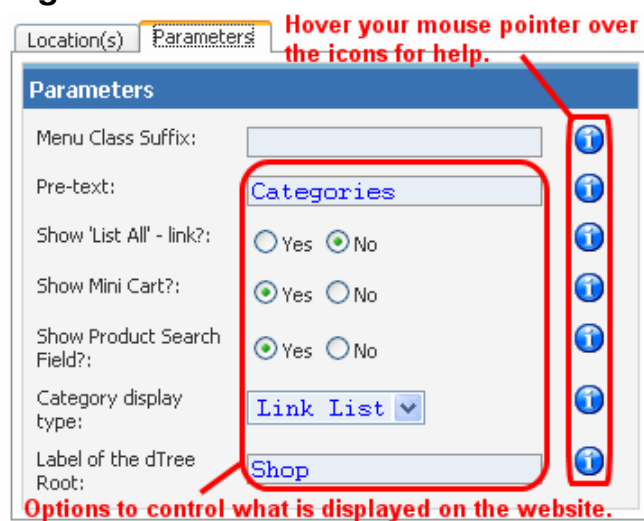 Location(s) Parameters
Hover your mouse pointer over
the icons for help.
Parameters
Menu Class Suffix:
Pre-text: Categories
Show 'List All' - link?: Yes No
Show Mini Cart?: Yes No
Show Product Search
Field?: Yes No
Category display
type: Link List
Label of the dTree
Root: Shop
Options to control what is displayed on the website.